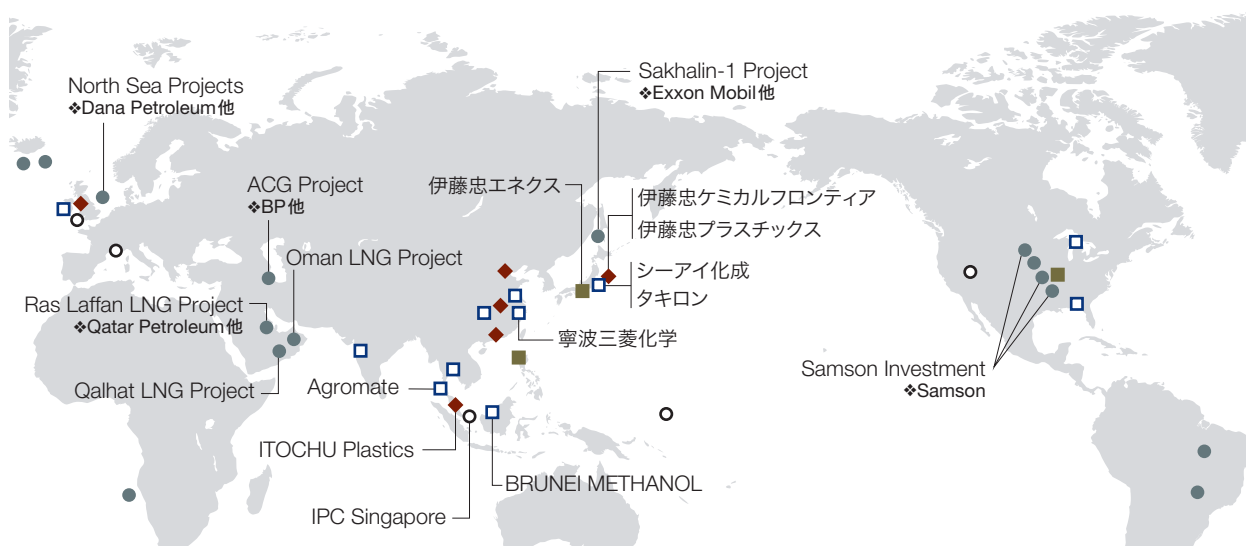 North Sea Projects
❖Dana Petroleum他
Sakhalin-1 Project
❖Exxon Mobil他
ACG Project
❖BP他
伊藤忠エネクス
伊藤忠ケミカルフロンティア
伊藤忠プラスチックス
Oman LNG Project
シーアイ化成
タキロン
Ras Laffan LNG Project
❖Qatar Petroleum他
寧波三菱化学
Qalhat LNG Project
Agromate
Samson Investment
❖Samson
ITOCHU Plastics
BRUNEI METHANOL
IPC Singapore